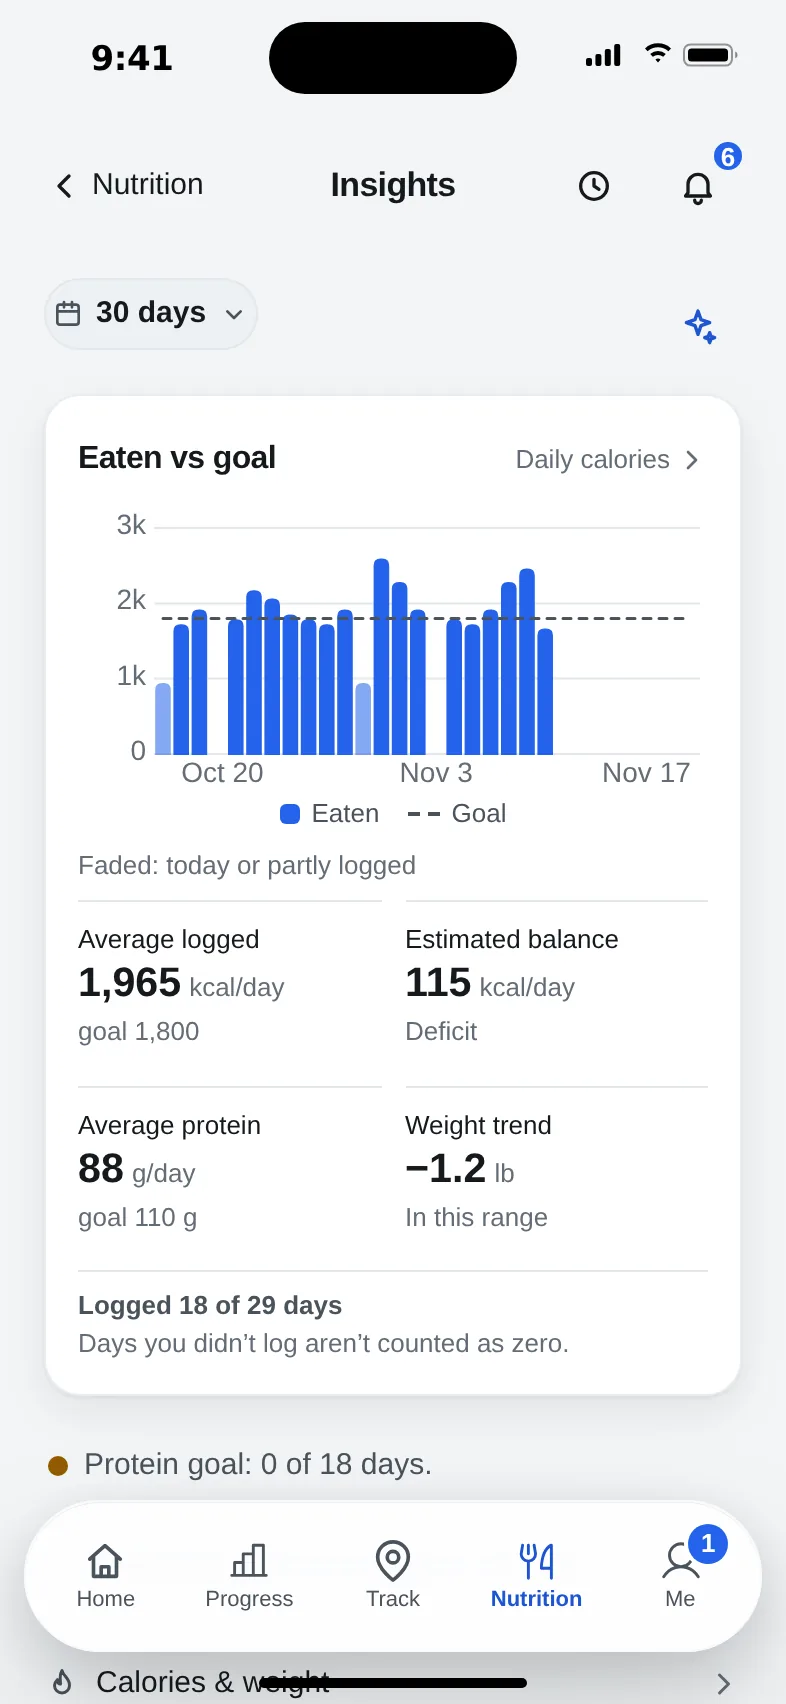 9:41
6
Nutrition
Insights
30 days
Eaten vs goal
Daily calories
3k
2k
1k
0
Oct 20
Nov 3
Nov 17
Eaten
Goal
Faded: today or partly logged
Average logged
1,965 kcal/day
goal 1,800
Estimated balance
115 kcal/day
Deficit
Average protein
88 g/day
goal 110 g
Weight trend
−1.2 lb
In this range
Logged 18 of 29 days
Days you didn’t log aren’t counted as zero.
Protein goal: 0 of 18 days.
Home
Progress
Track
Nutrition
1
Me
Calories & weight